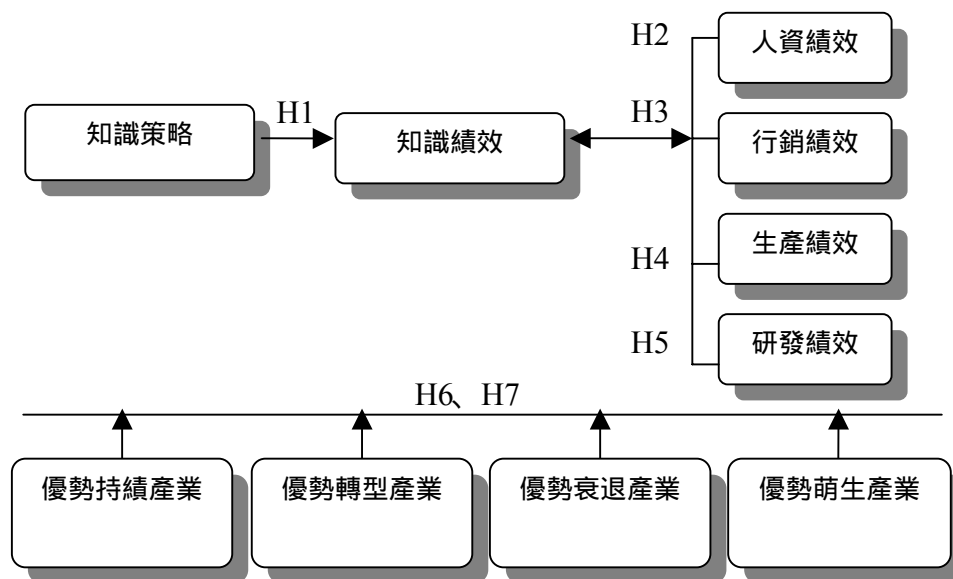 H2
人資績效
知識策略
H1
知識績效
H3
行銷績效
H4
生產績效
H5
研發績效
H6、H7
優勢持續產業
優勢轉型產業
優勢衰退產業
優勢萌生產業